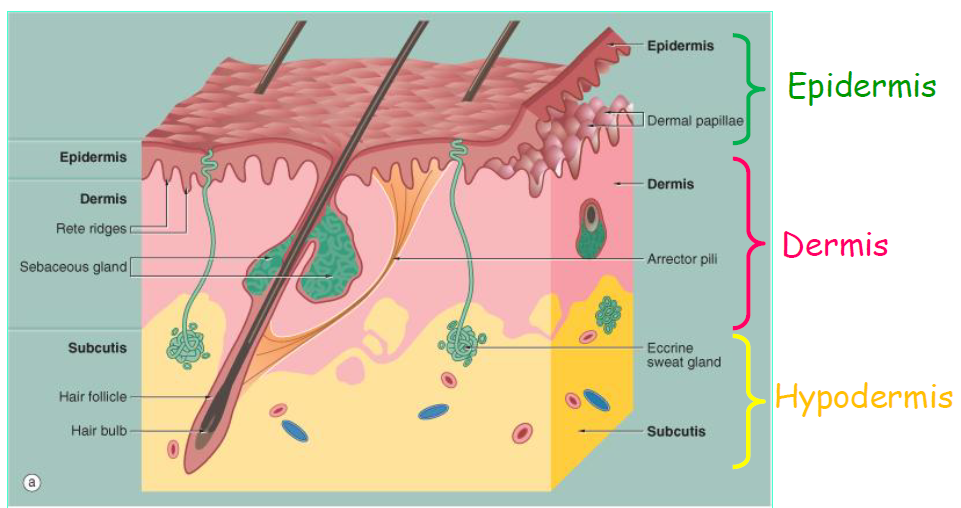 Epidermis
Dermis
Rete ridges
Sebaceous gland
Subcutis
Hair follicle
Hair bulb
a
Epidermis
Dermal papillae
Dermis
Arrector pili
Eccrine
sweat gland
Subcutis
Epidermis
Dermis
Hypodermis